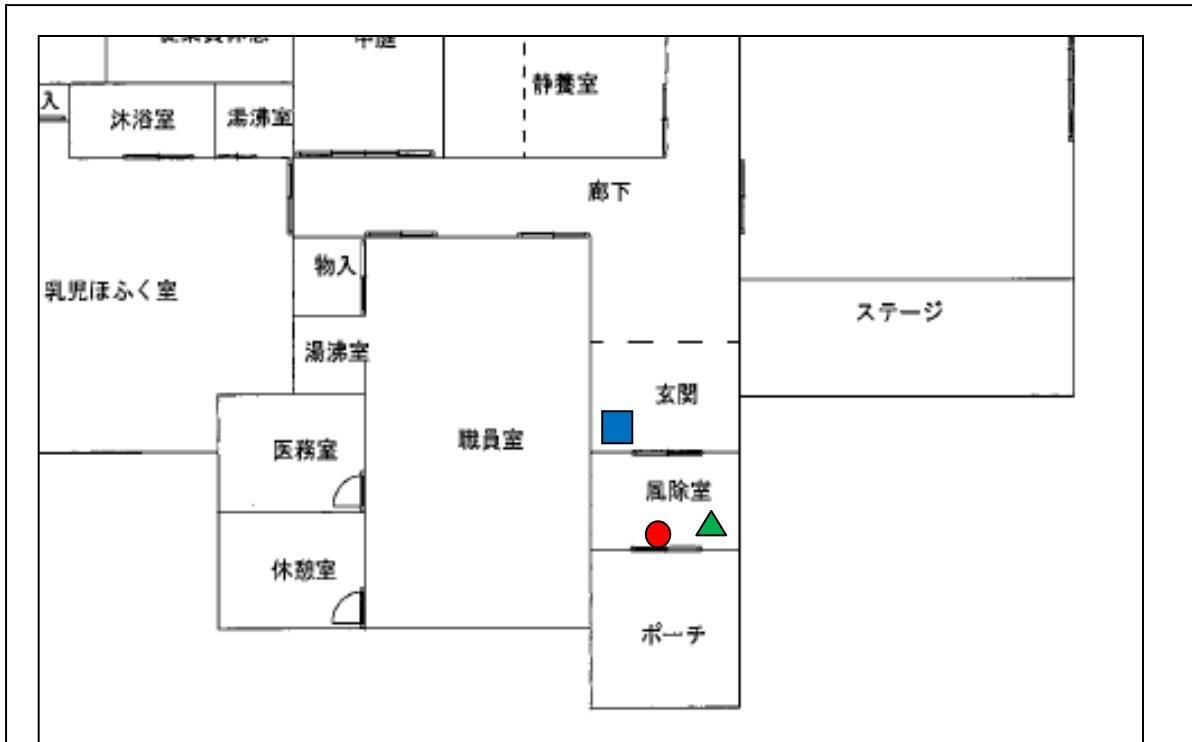 静養室
入
沐浴室
湯沸室
廊下
物入
乳児ほふく室
ステージ
湯沸室
玄関
医務室
職員室
風除室
休憩室
ポーチ